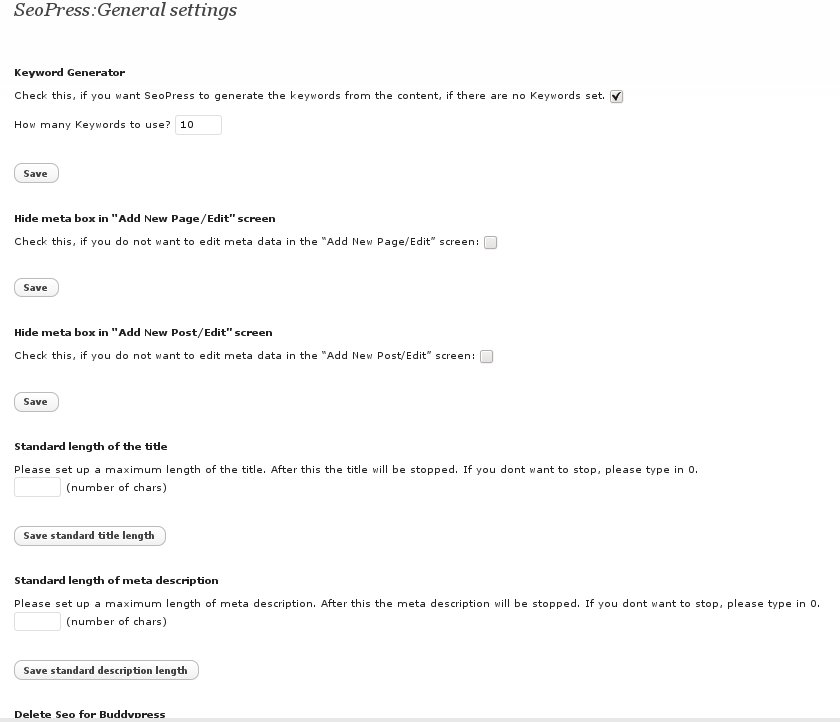 SeoPress:General settings
Keyword Generator
Check this, if you want SeoPress to generate the keywords from the content, if there are no Keywords set.
How many Keywords to use? 10
Save
Hide meta box in "Add New Page/Edit" screen
Check this, if you do not want to edit meta data in the “Add New Page/Edit” screen:
Save
Hide meta box in "Add New Post/Edit" screen
Check this, if you do not want to edit meta data in the “Add New Post/Edit” screen:
Save
Standard length of the title
Please set up a maximum length of the title. After this the title will be stopped. If you dont want to stop, please type in 0.
(number of chars)
Save standard title length
Standard length of meta description
Please set up a maximum length of meta description. After this the meta description will be stopped. If you dont want to stop, please type in 0.
(number of chars)
Save standard description length
Delete Seo for Buddypress